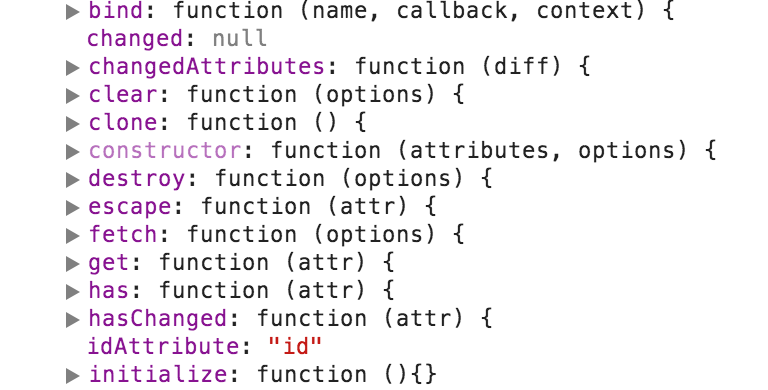 bind: function (name, callback, context) {
changed: null
changedAttributes: function (diff) {
clear: function (options) {
clone: function () {
constructor: function (attributes, options) {
destroy: function (options) {
escape: function (attr) {
fetch: function (options) {
get: function (attr) {
has: function (attr) {
hasChanged: function (attr) {
idAttribute: "id"
initialize: function (){}